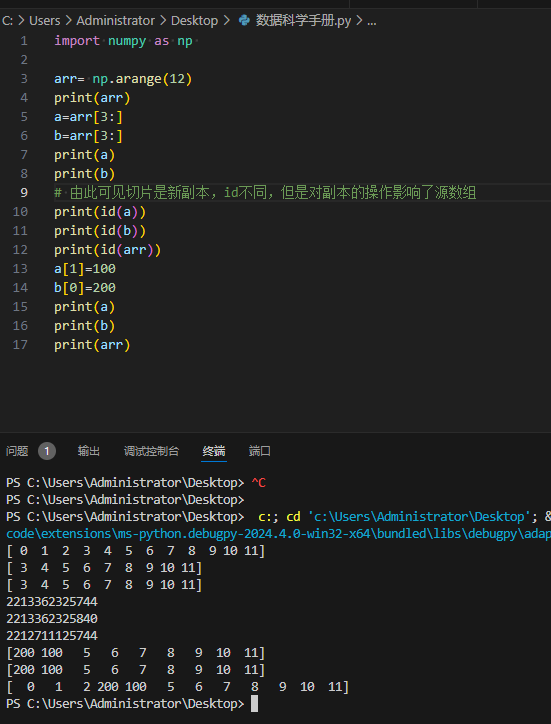 C: > Users > Administrator > Desktop > 数据科学手册.py > ...
1 import numpy as np
2
3 arr= np.arange(12)
4 print(arr)
5 a=arr[3:]
6 b=arr[3:]
7 print(a)
8 print(b)
9 # 由此可见切片是新副本，id不同，但是对副本的操作影响了源数组
10 print(id(a))
11 print(id(b))
12 print(id(arr))
13 a[1]=100
14 b[0]=200
15 print(a)
16 print(b)
17 print(arr)
问题 1 输出 调试控制台 终端 端口
PS C:\Users\Administrator\Desktop> ^C
PS C:\Users\Administrator\Desktop>
PS C:\Users\Administrator\Desktop>  c:; cd 'c:\Users\Administrator\Desktop'; &
code\extensions\ms-python.debugpy-2024.4.0-win32-x64\bundled\libs\debugpy\adap
[ 0  1  2  3  4  5  6  7  8  9 10 11]
[ 3  4  5  6  7  8  9 10 11]
[ 3  4  5  6  7  8  9 10 11]
2213362325744
2213362325840
2212711125744
[200 100   5   6   7   8   9  10  11]
[200 100   5   6   7   8   9  10  11]
[  0   1   2 200 100   5   6   7   8   9  10  11]
PS C:\Users\Administrator\Desktop>